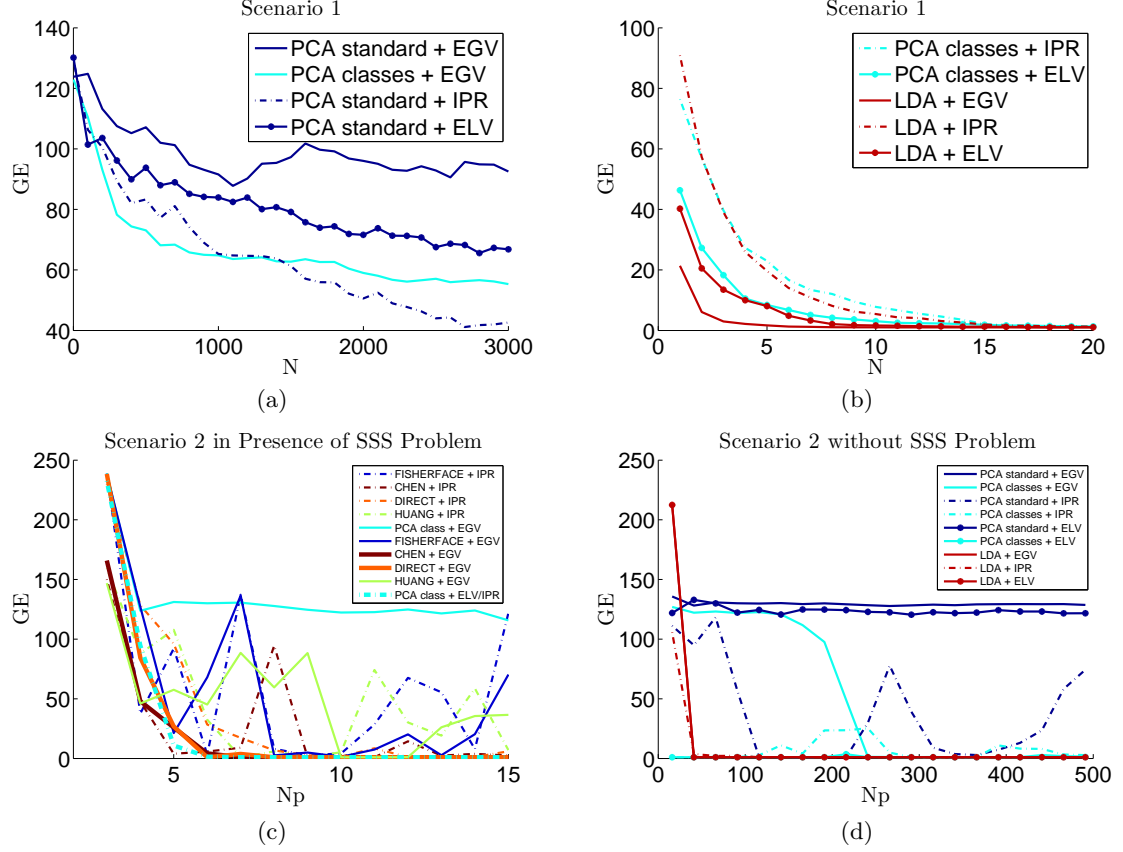 Scenario 1
GE
140
120
100
80
60
40
0
1000
2000
3000
N
PCA standard + EGV
PCA classes + EGV
PCA standard + IPR
PCA standard + ELV
(a)
Scenario 1
GE
100
80
60
40
20
0
0
5
10
15
20
N
PCA classes + IPR
PCA classes + ELV
LDA + EGV
LDA + IPR
LDA + ELV
(b)
Scenario 2 in Presence of SSS Problem
GE
250
200
150
100
50
0
5
10
15
Np
FISHERFACE + IPR
CHEN + IPR
DIRECT + IPR
HUANG + IPR
PCA class + EGV
FISHERFACE + EGV
CHEN + EGV
DIRECT + EGV
HUANG + EGV
PCA class + ELV/IPR
(c)
Scenario 2 without SSS Problem
GE
250
200
150
100
50
0
0
100
200
300
400
500
Np
PCA standard + EGV
PCA classes + EGV
PCA standard + IPR
PCA classes + IPR
PCA standard + ELV
PCA classes + ELV
LDA + EGV
LDA + IPR
LDA + ELV
(d)